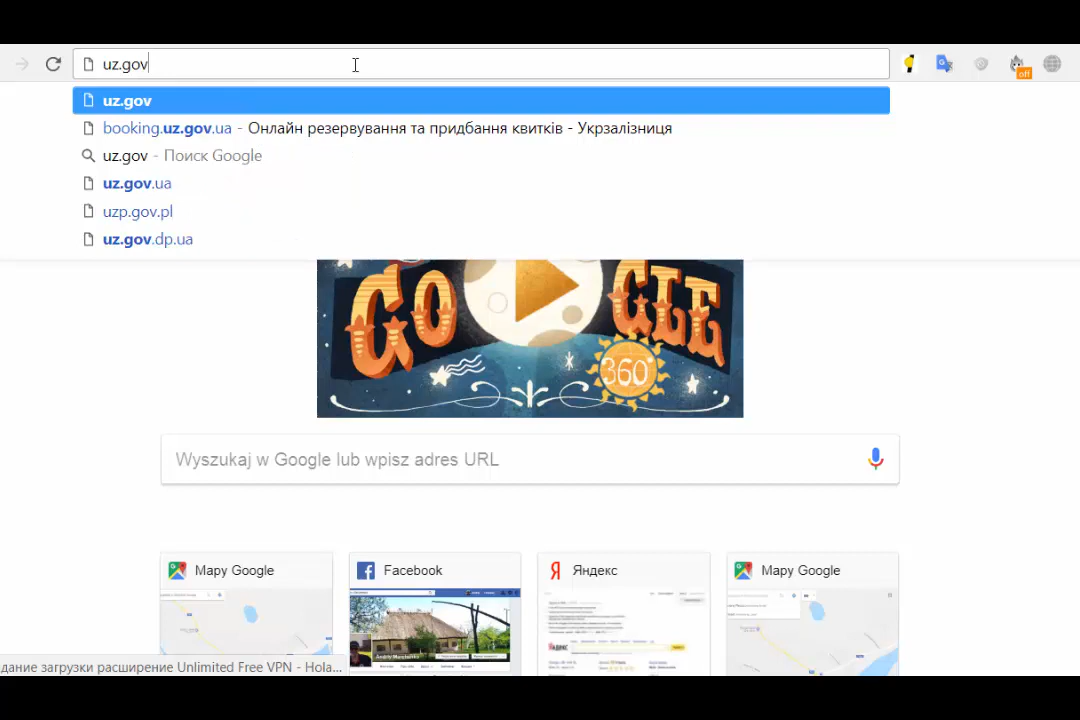 uz.gov
off
uz.gov
booking.uz.gov.ua - Онлайн резервування та придбання квитків - Укрзалізниця
uz.gov - Поиск Google
uz.gov.ua
uzp.gov.pl
uz.gov.dp.ua
GOOGLE
360°
Wyszukaj w Google lub wpisz adres URL
Mapy Google
Facebook
Яндекс
Mapy Google
дание загрузки расширение Unlimited Free VPN - Hola...